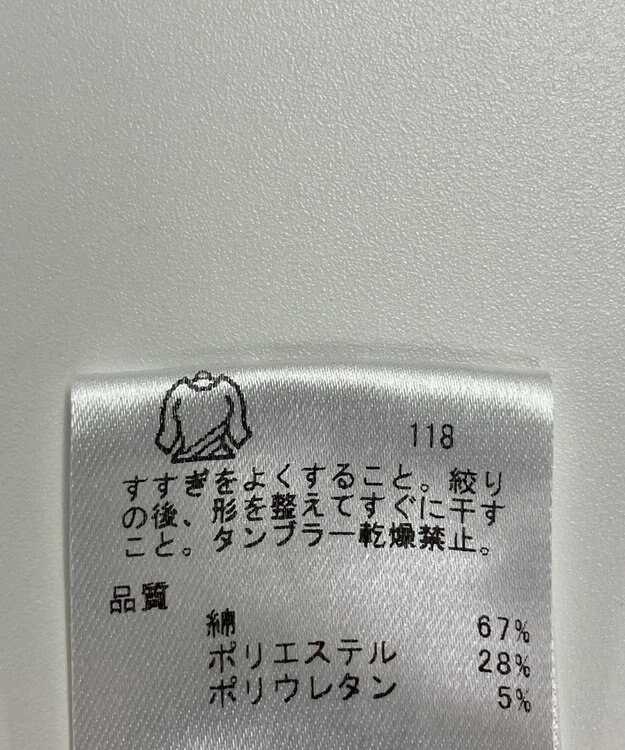 118
すすぎをよくすること。絞り
の後、形を整えてすぐに干す
こと。タンブラー乾燥禁止。
品質
綿 67%
ポリエステル 28%
ポリウレタン 5%